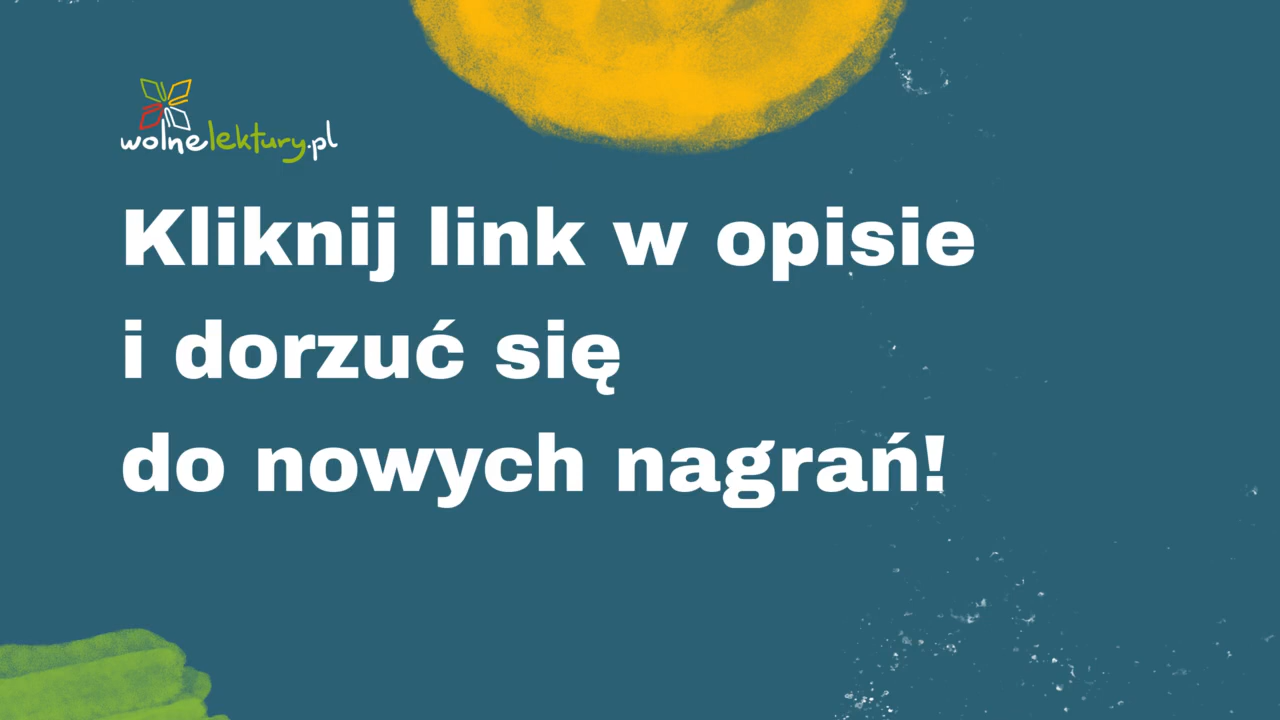 wolnelektury.pl
Kliknij link w opisie
i dorzuć się
do nowych nagrań!